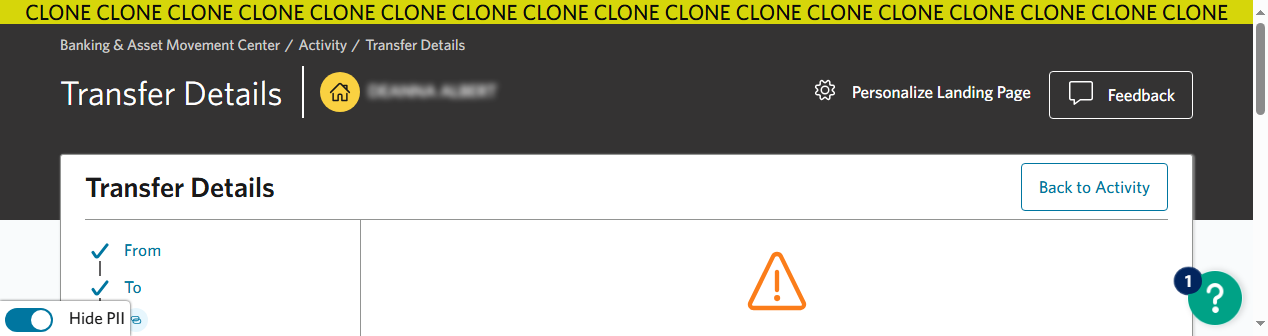 CLONE CLONE CLONE CLONE CLONE CLONE CLONE CLONE CLONE CLONE CLONE CLONE CLONE CLONE CLONE CLONE CLONE
Banking & Asset Movement Center / Activity / Transfer Details
Transfer Details
Personalize Landing Page
Feedback
Transfer Details
Back to Activity
From
To
1
?
Hide PII